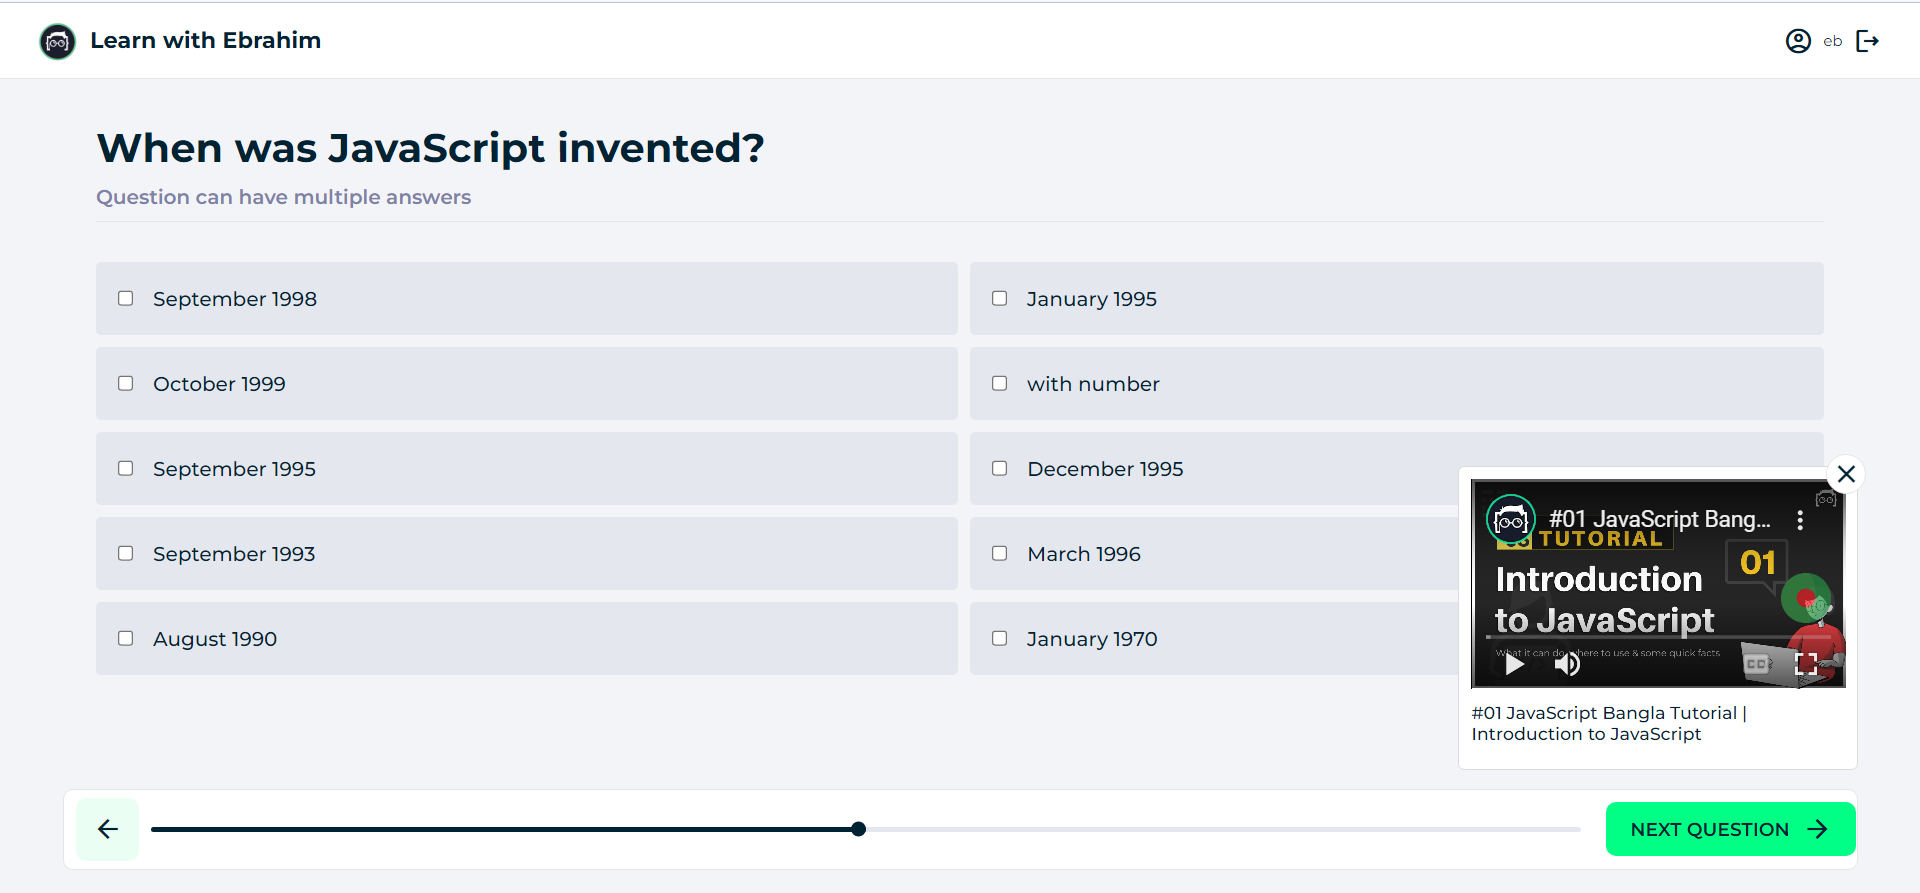 Learn with Ebrahim
eb
When was JavaScript invented?
Question can have multiple answers
September 1998
January 1995
October 1999
with number
September 1995
December 1995
September 1993
March 1996
August 1990
January 1970
#01 JavaScript Bang...
TUTORIAL
01
Introduction
to JavaScript
What it can do, where to use & some quick facts
CC
#01 JavaScript Bangla Tutorial |
Introduction to JavaScript
NEXT QUESTION